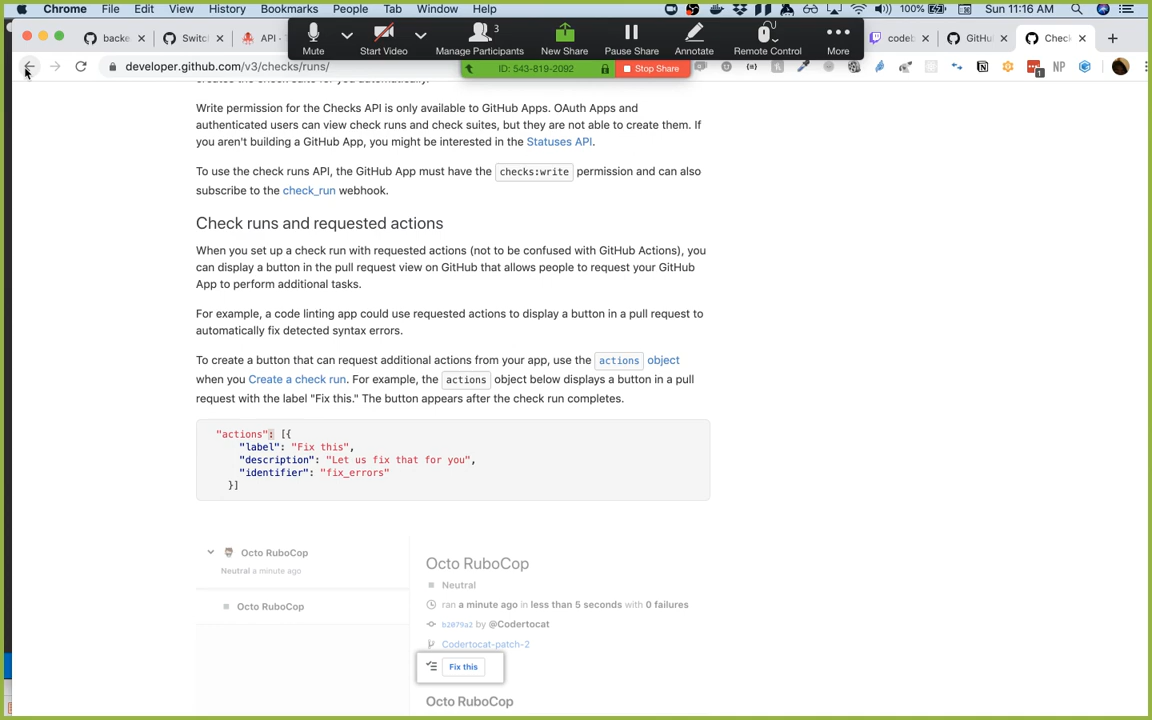 Chrome File Edit View History Bookmarks People Tab Window Help 100% Sun 11:16 AM
backe Switc API - codeb GitHu Check
Mute Start Video Manage Participants 3 New Share Pause Share Annotate Remote Control More
developer.github.com/v3/checks/runs/
ID: 543-819-2092 Stop Share
1 NP
Write permission for the Checks API is only available to GitHub Apps. OAuth Apps and
authenticated users can view check runs and check suites, but they are not able to create them. If
you aren't building a GitHub App, you might be interested in the Statuses API.
To use the check runs API, the GitHub App must have the checks:write permission and can also
subscribe to the check_run webhook.
Check runs and requested actions
When you set up a check run with requested actions (not to be confused with GitHub Actions), you
can display a button in the pull request view on GitHub that allows people to request your GitHub
App to perform additional tasks.
For example, a code linting app could use requested actions to display a button in a pull request to
automatically fix detected syntax errors.
To create a button that can request additional actions from your app, use the actions object
when you Create a check run. For example, the actions object below displays a button in a pull
request with the label "Fix this." The button appears after the check run completes.
"actions": [{
"label": "Fix this",
"description": "Let us fix that for you",
"identifier": "fix_errors"
}]
Octo RuboCop
Neutral a minute ago
Octo RuboCop
Octo RuboCop
Neutral
ran a minute ago in less than 5 seconds with 0 failures
b2079a2 by @Codertocat
Codertocat-patch-2
Fix this
Octo RuboCop